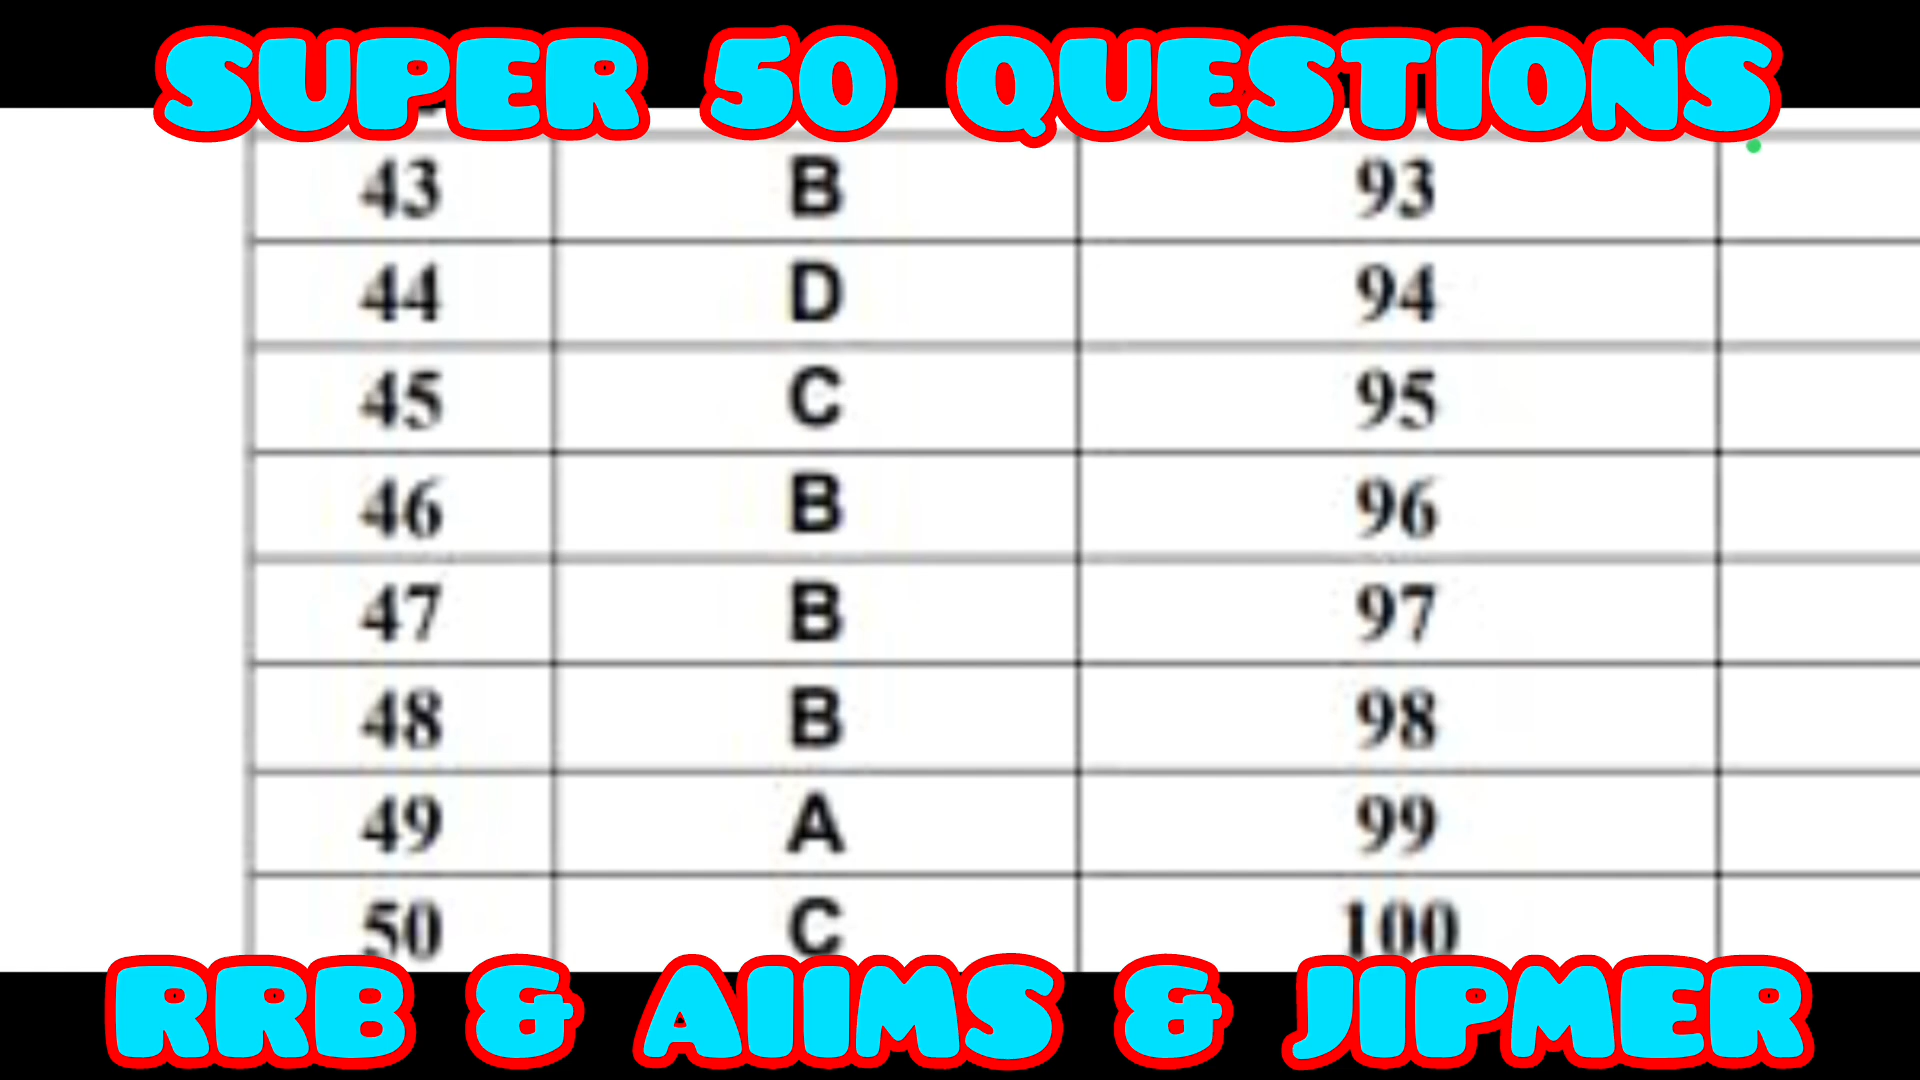 SUPER 50 QUESTIONS
43 B 93
44 D 94
45 C 95
46 B 96
47 B 97
48 B 98
49 A 99
50 C 100
RRB & AIIMS & JIPMER